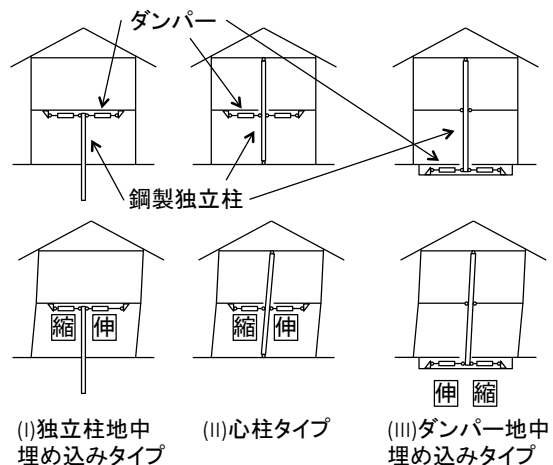 ダンパー
鋼製独立柱
縮 伸
縮 伸
伸 縮
(I)独立柱地中
埋め込みタイプ
(II)心柱タイプ
(III)ダンパー地中
埋め込みタイプ